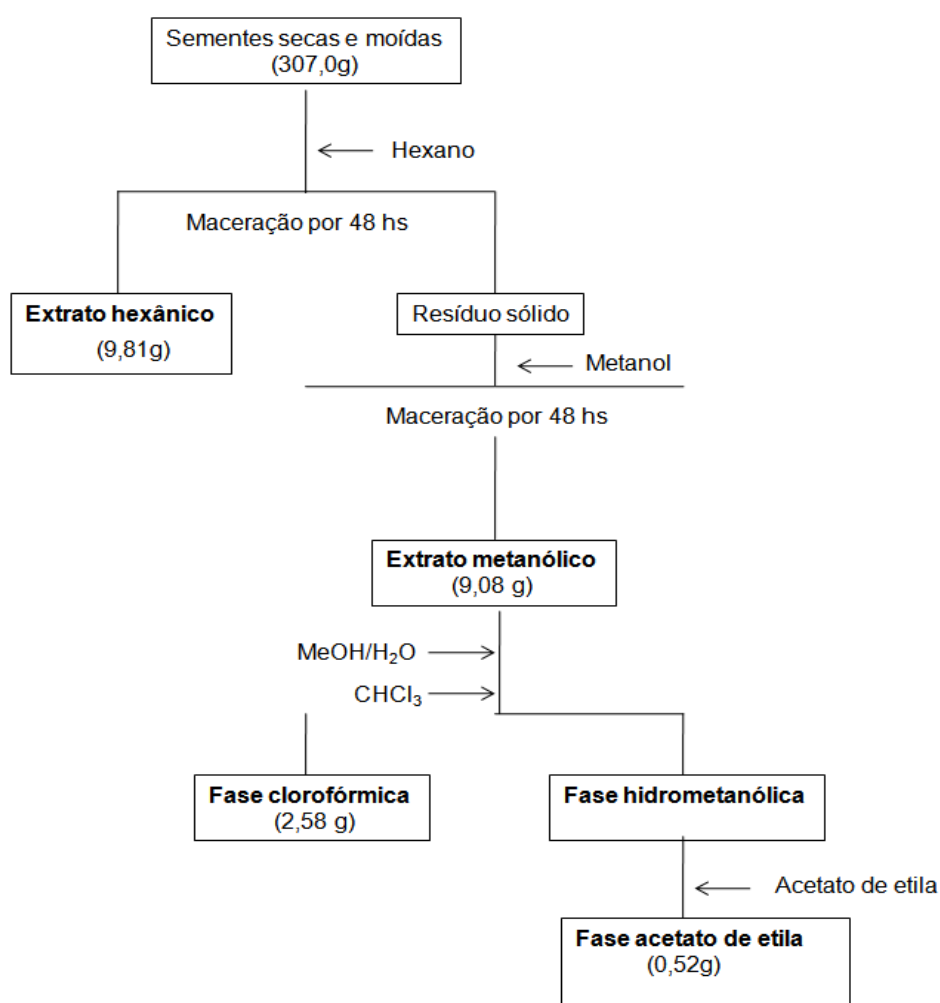 Sementes secas e moídas
(307,0g)
Hexano
Maceração por 48 hs
Extrato hexânico
(9,81g)
Resíduo sólido
Metanol
Maceração por 48 hs
Extrato metanólico
(9,08 g)
MeOH/H₂O
CHCl₃
Fase clorofórmica
(2,58 g)
Fase hidrometanólica
Acetato de etila
Fase acetato de etila
(0,52g)